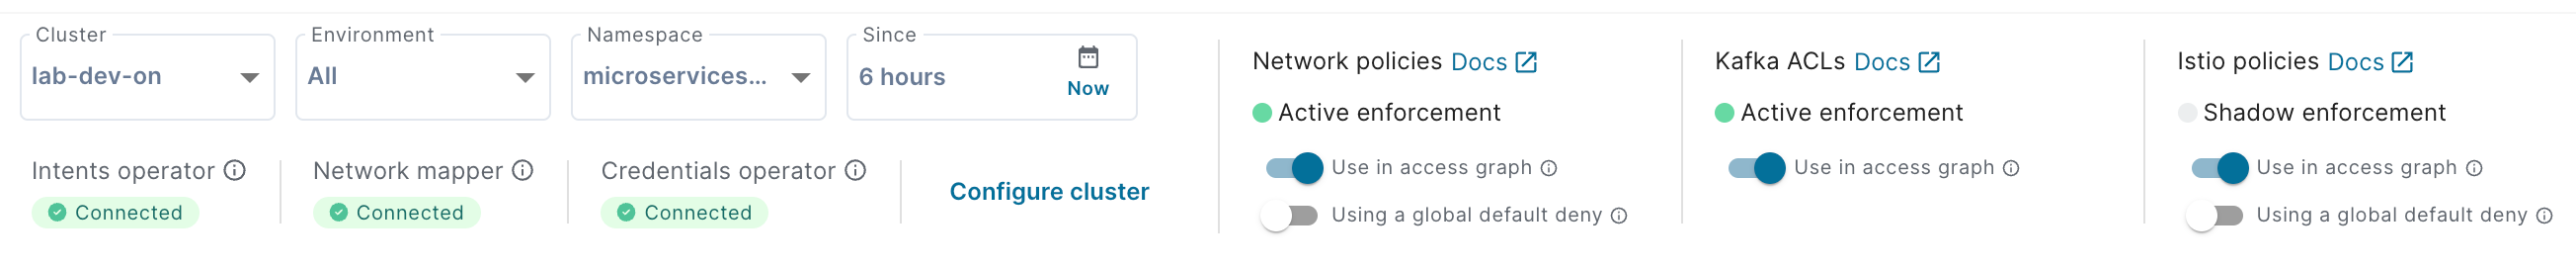 Cluster
lab-dev-on
Environment
All
Namespace
microservices...
Since
6 hours
Now
Intents operator
Connected
Network mapper
Connected
Credentials operator
Connected
Configure cluster
Network policies Docs
Active enforcement
Use in access graph
Using a global default deny
Kafka ACLs Docs
Active enforcement
Use in access graph
Istio policies Docs
Shadow enforcement
Use in access graph
Using a global default deny